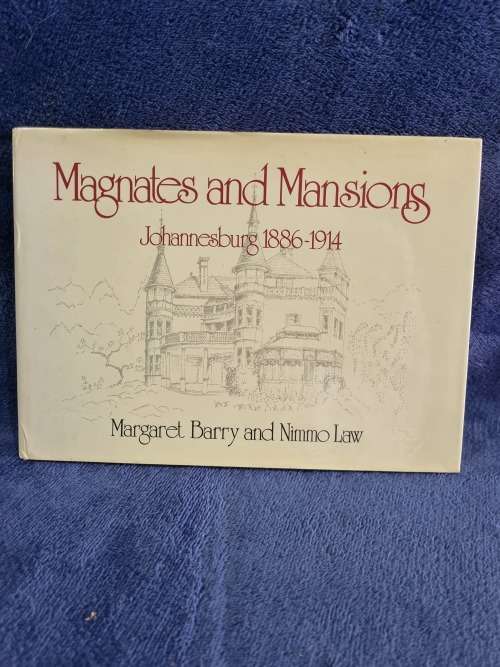 Magnates and Mansions
Johannesburg 1886-1914
Margaret Barry and Nimmo Law